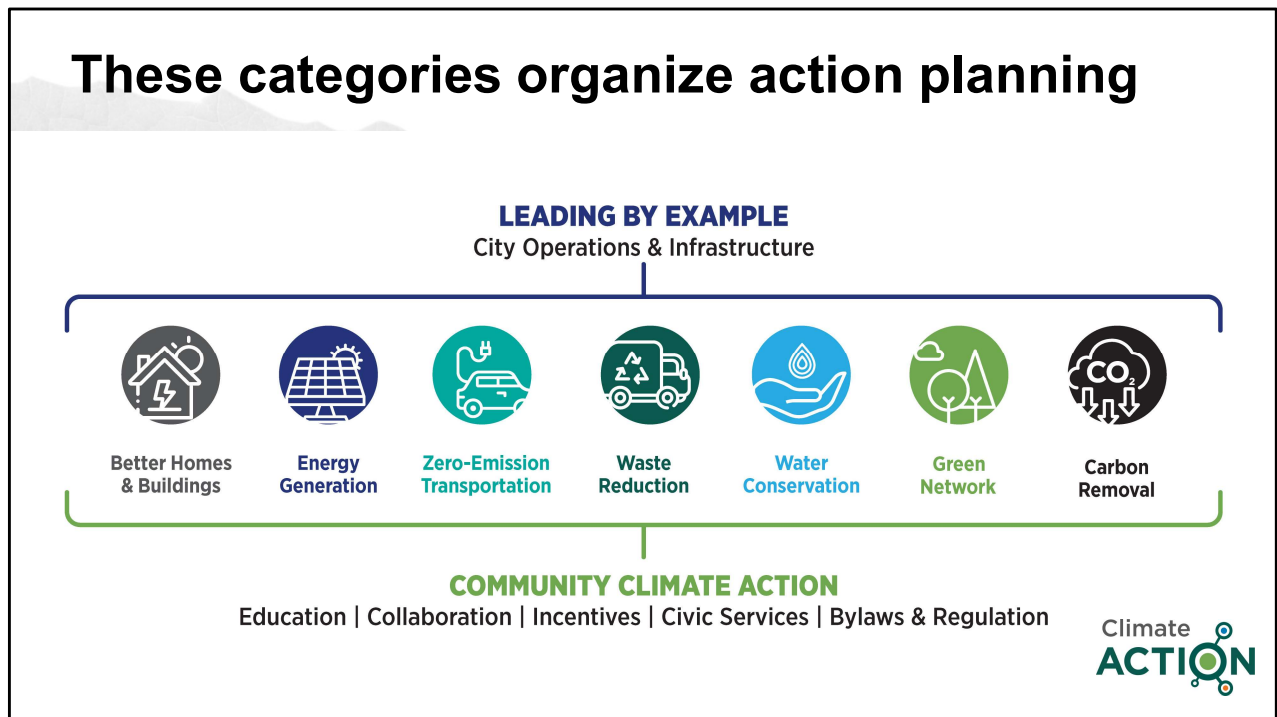 These categories organize action planning
LEADING BY EXAMPLE
City Operations & Infrastructure
CO2
Better Homes
& Buildings
Energy
Generation
Zero-Emission
Transportation
Waste
Reduction
Water
Conservation
Green
Network
Carbon
Removal
COMMUNITY CLIMATE ACTION
Education | Collaboration | Incentives | Civic Services | Bylaws & Regulation
Climate
ACTION